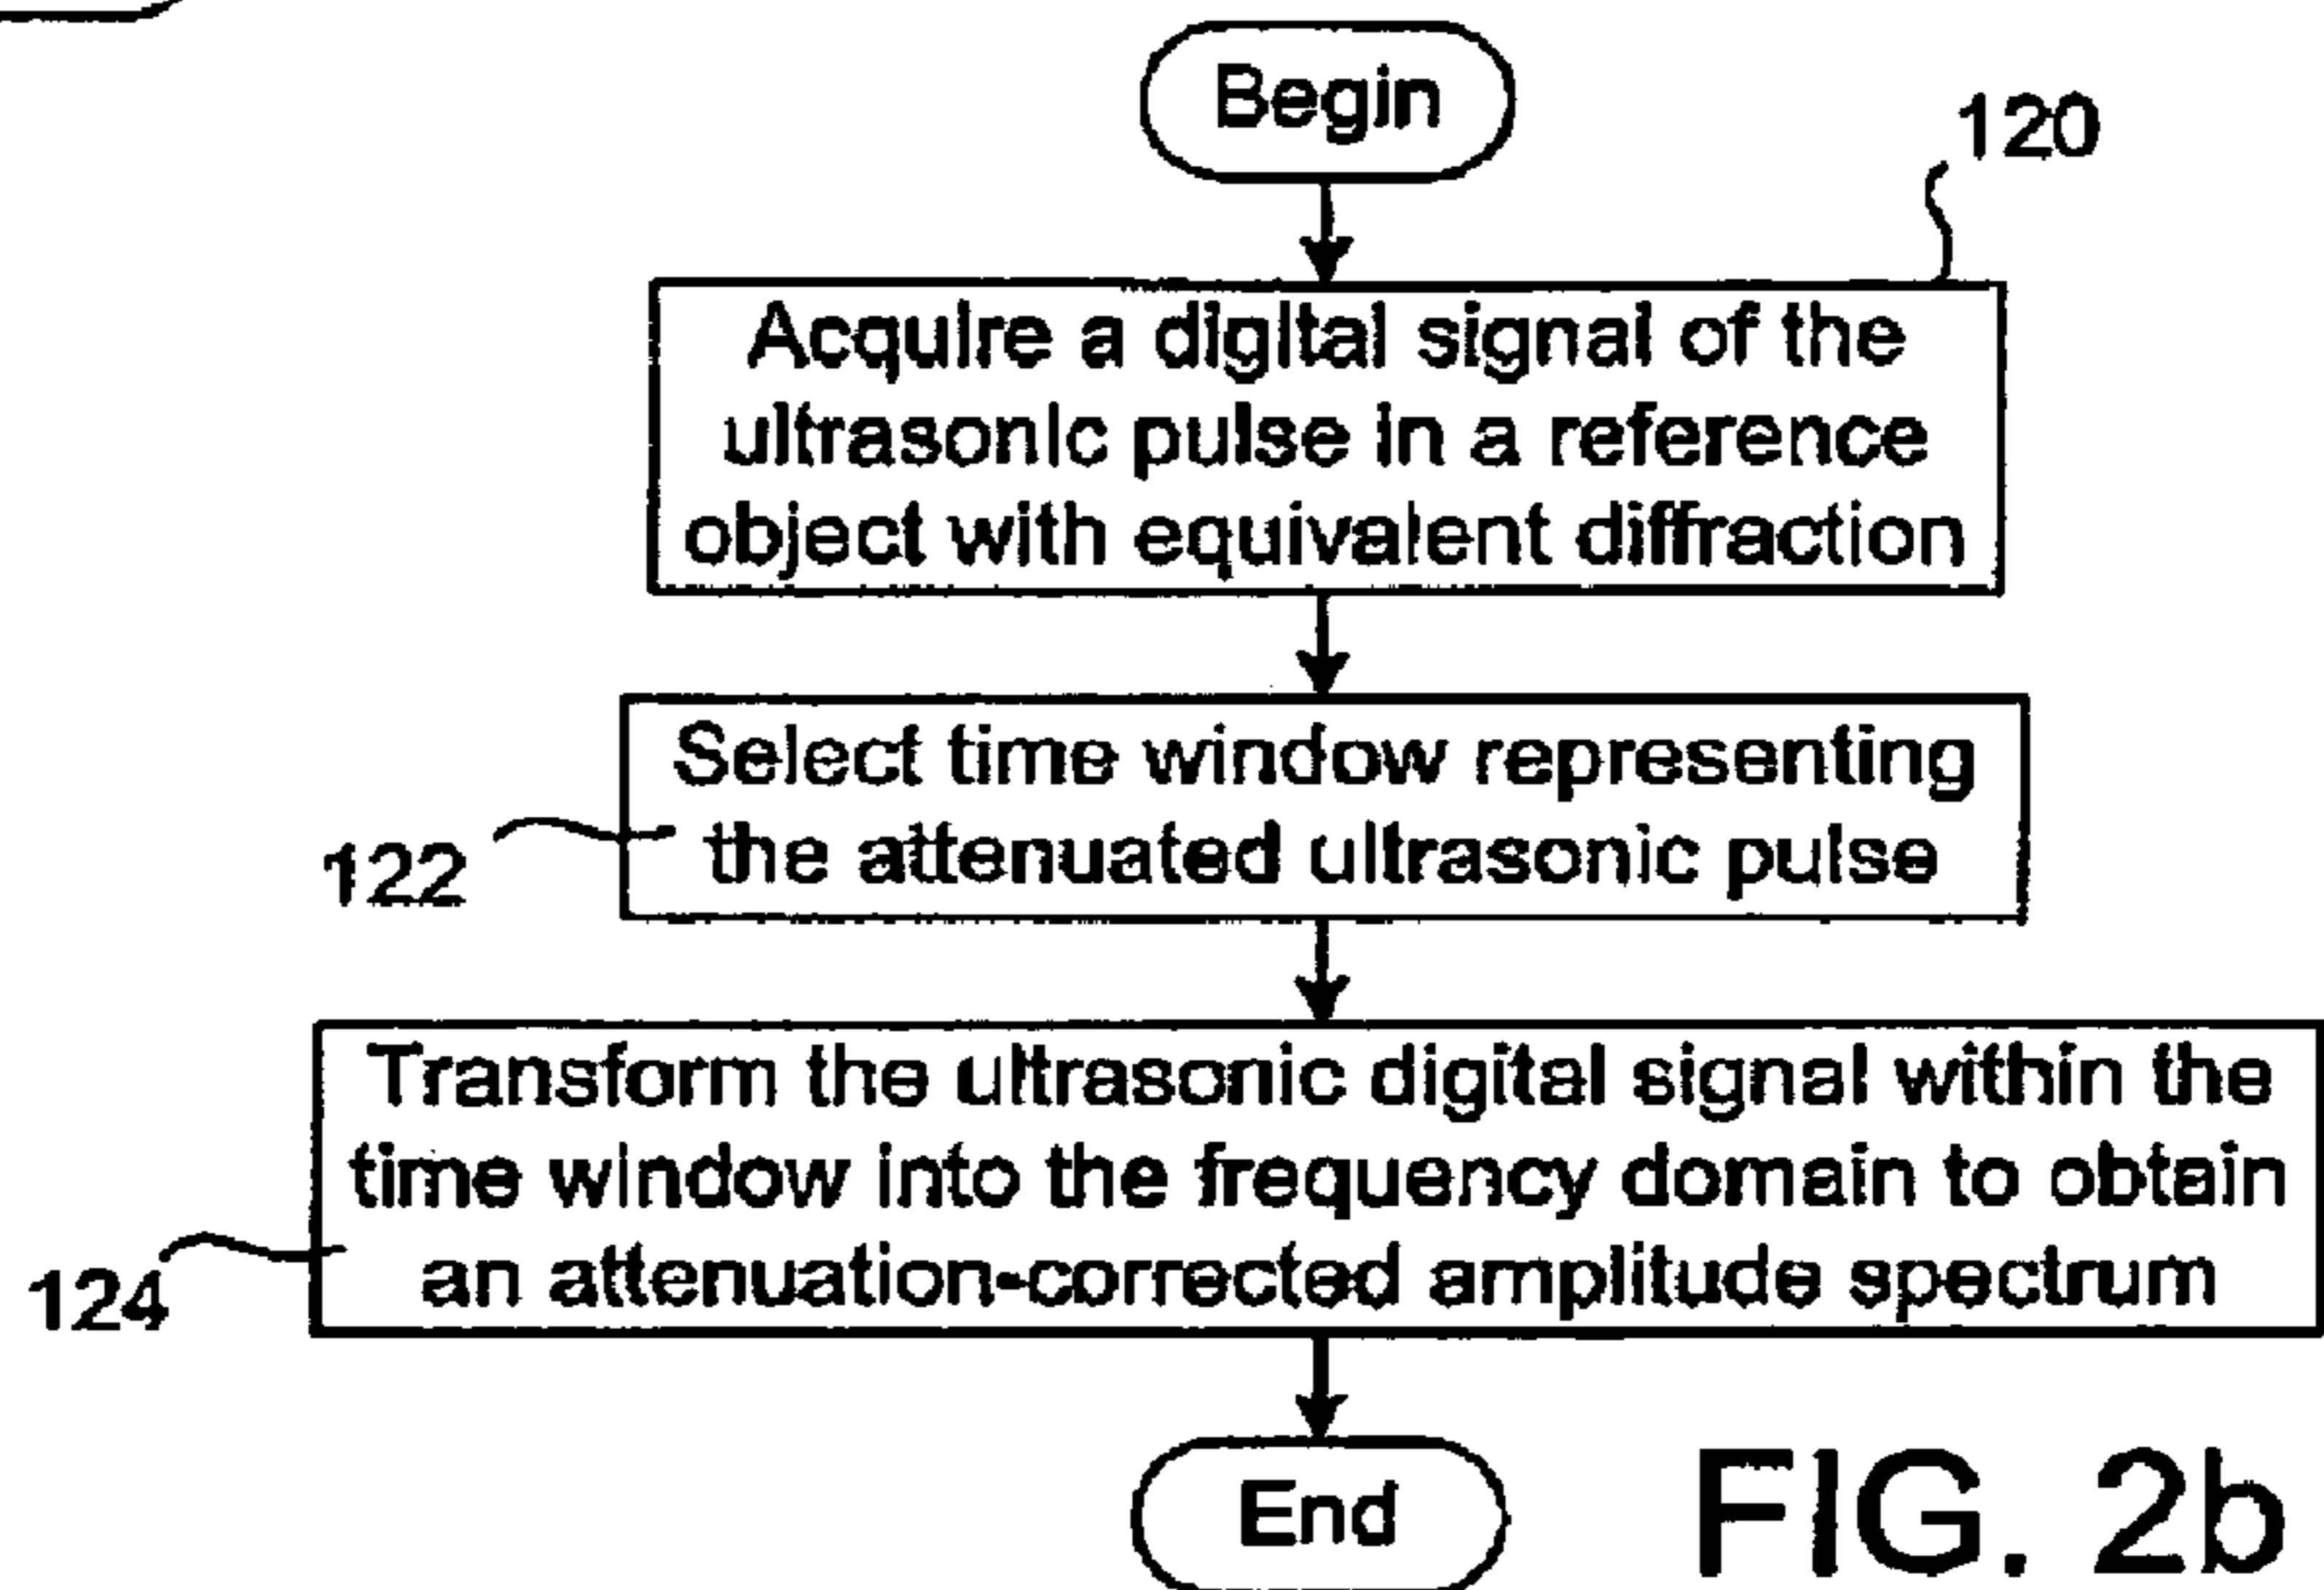 Begin
120
Acquire a digital signal of the
ultrasonic pulse in a reference
object with equivalent diffraction
Select time window representing
the attenuated ultrasonic pulse
122
Transform the ultrasonic digital signal within the
time window into the frequency domain to obtain
an attenuation-corrected amplitude spectrum
124
End
FIG. 2b